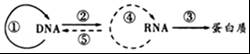 ① DNA ② ⑤ ④ RNA ③ 蛋白质